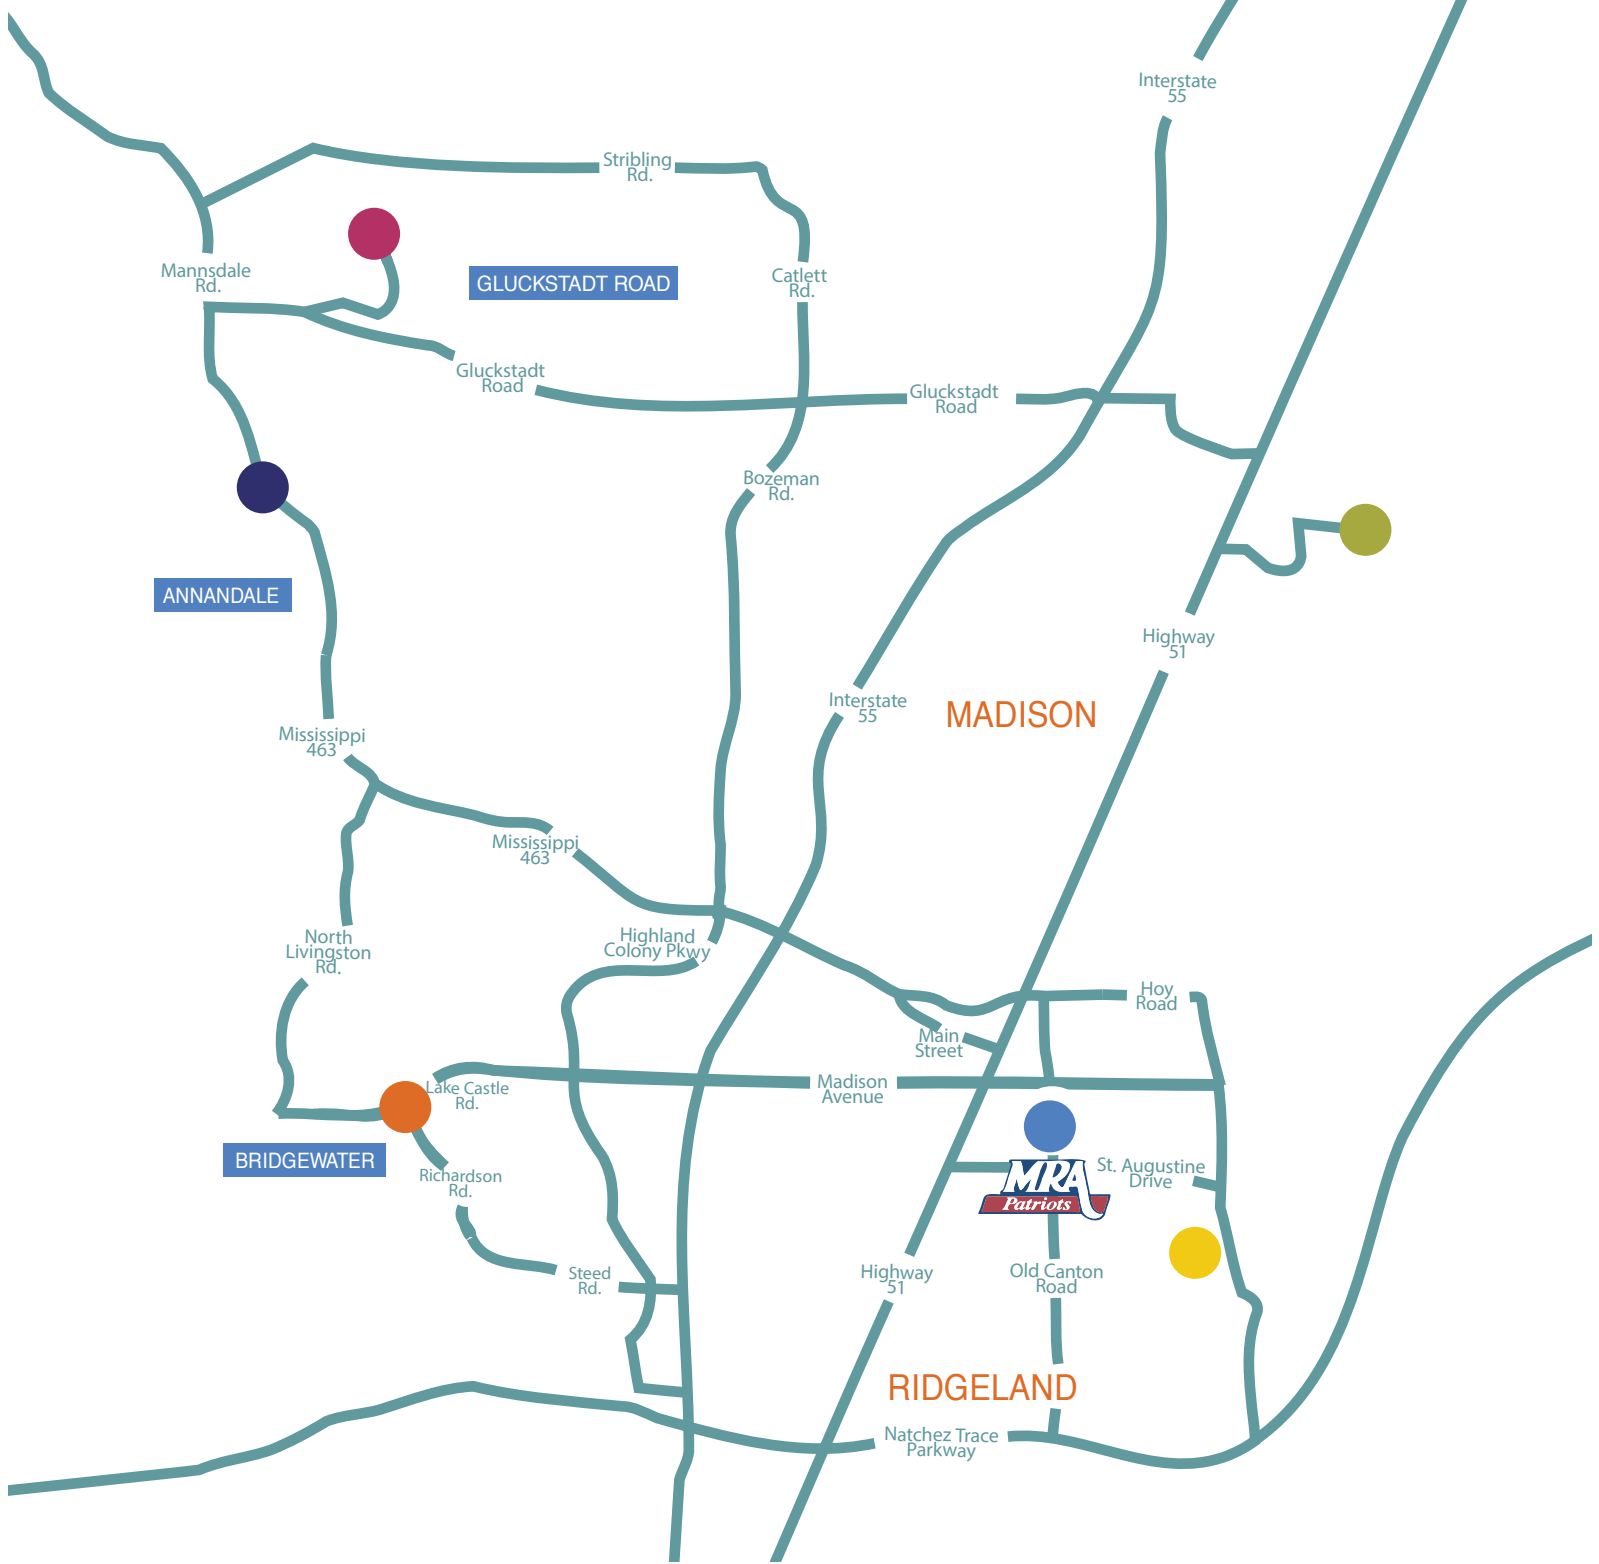 Interstate
55
Stribling
Rd.
Mannsdale
Rd.
GLUCKSTADT ROAD
Catlett
Rd.
Gluckstadt
Road
Gluckstadt
Road
Bozeman
Rd.
ANNANDALE
Highway
51
Interstate
55
MADISON
Mississippi
463
Mississippi
463
North
Livingston
Rd.
Highland
Colony Pkwy
Hoy
Road
Main
Street
Lake Castle
Rd.
Madison
Avenue
BRIDGEWATER
Richardson
Rd.
MRA
Patriots
St. Augustine
Drive
Steed
Rd.
Highway
51
Old Canton
Road
RIDGELAND
Natchez Trace
Parkway